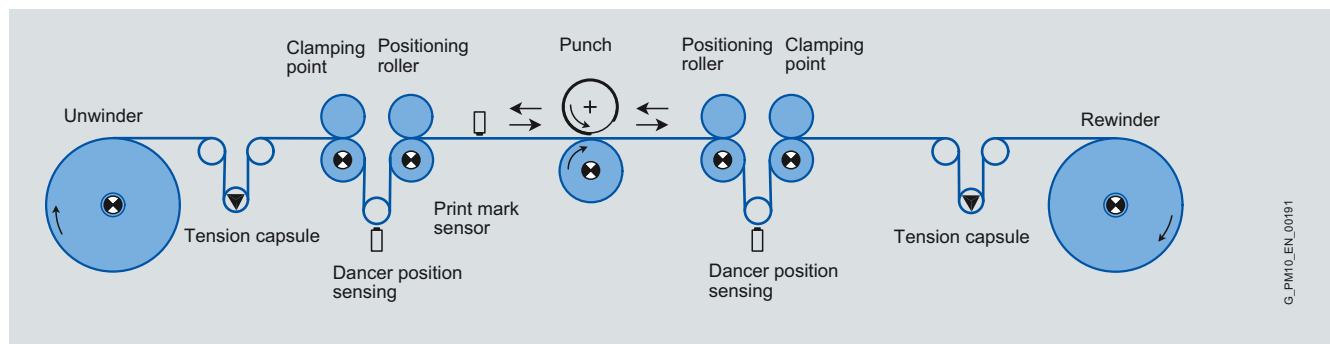 Clamping
point
Positioning
roller
Punch
Positioning
roller
Clamping
point
Unwinder
Rewinder
Tension capsule
Print mark
sensor
Tension capsule
Dancer position
sensing
Dancer position
sensing
G_PM10_EN_00191